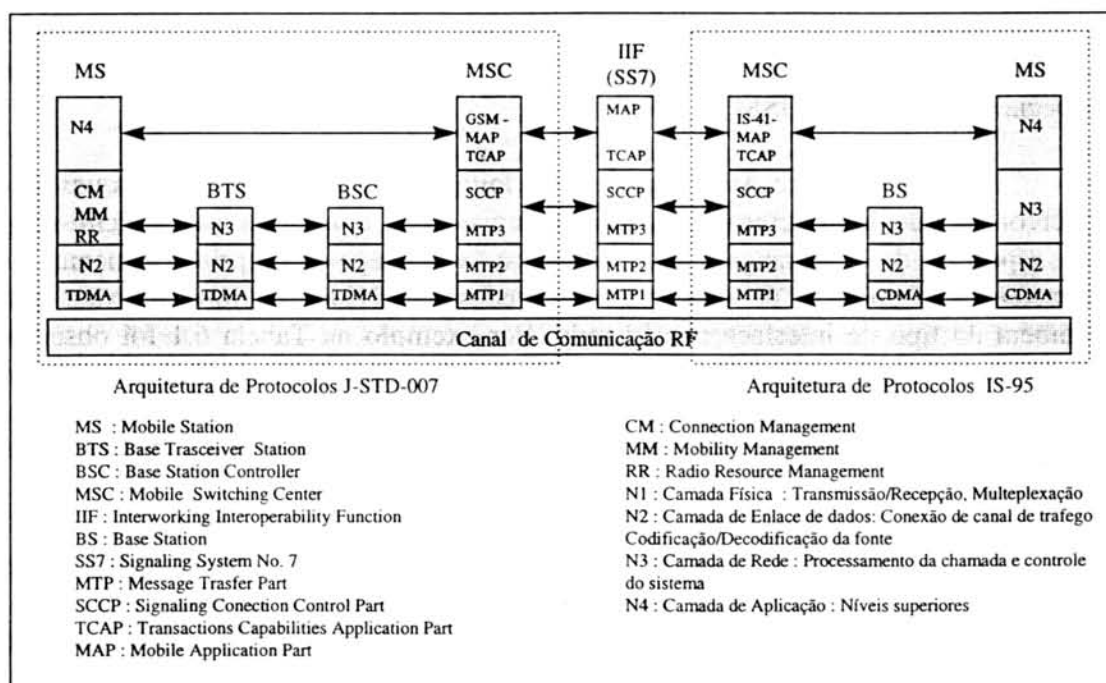 IIF
(SS7)
MS
MSC
MSC
MS
N4
GSM -
MAP
TCAP
MAP
TCAP
IS-41-
MAP
TCAP
N4
CM
MM
RR
BTS
BSC
SCCP
SCCP
SCCP
BS
N3
N3
N3
MTP3
MTP3
MTP3
N3
N2
N2
N2
MTP2
MTP2
MTP2
N2
N2
TDMA
TDMA
TDMA
MTP1
MTP1
MTP1
CDMA
CDMA
Canal de Comunicação RF
Arquitetura de Protocolos J-STD-007
Arquitetura de Protocolos IS-95
MS : Mobile Station
BTS : Base Trasceiver Station
BSC : Base Station Controller
MSC : Mobile Switching Center
IIF : Interworking Interoperability Function
BS : Base Station
SS7 : Signaling System No. 7
MTP : Message Trasfer Part
SCCP : Signaling Conection Control Part
TCAP : Transactions Capabilities Application Part
MAP : Mobile Application Part
CM : Connection Management
MM : Mobility Management
RR : Radio Resource Management
N1 : Camada Física : Transmissão/Recepção, Multeplexação
N2 : Camada de Enlace de dados: Conexão de canal de trafego
Codificação/Decodificação da fonte
N3 : Camada de Rede : Processamento da chamada e controle
do sistema
N4 : Camada de Aplicação : Níveis superiores